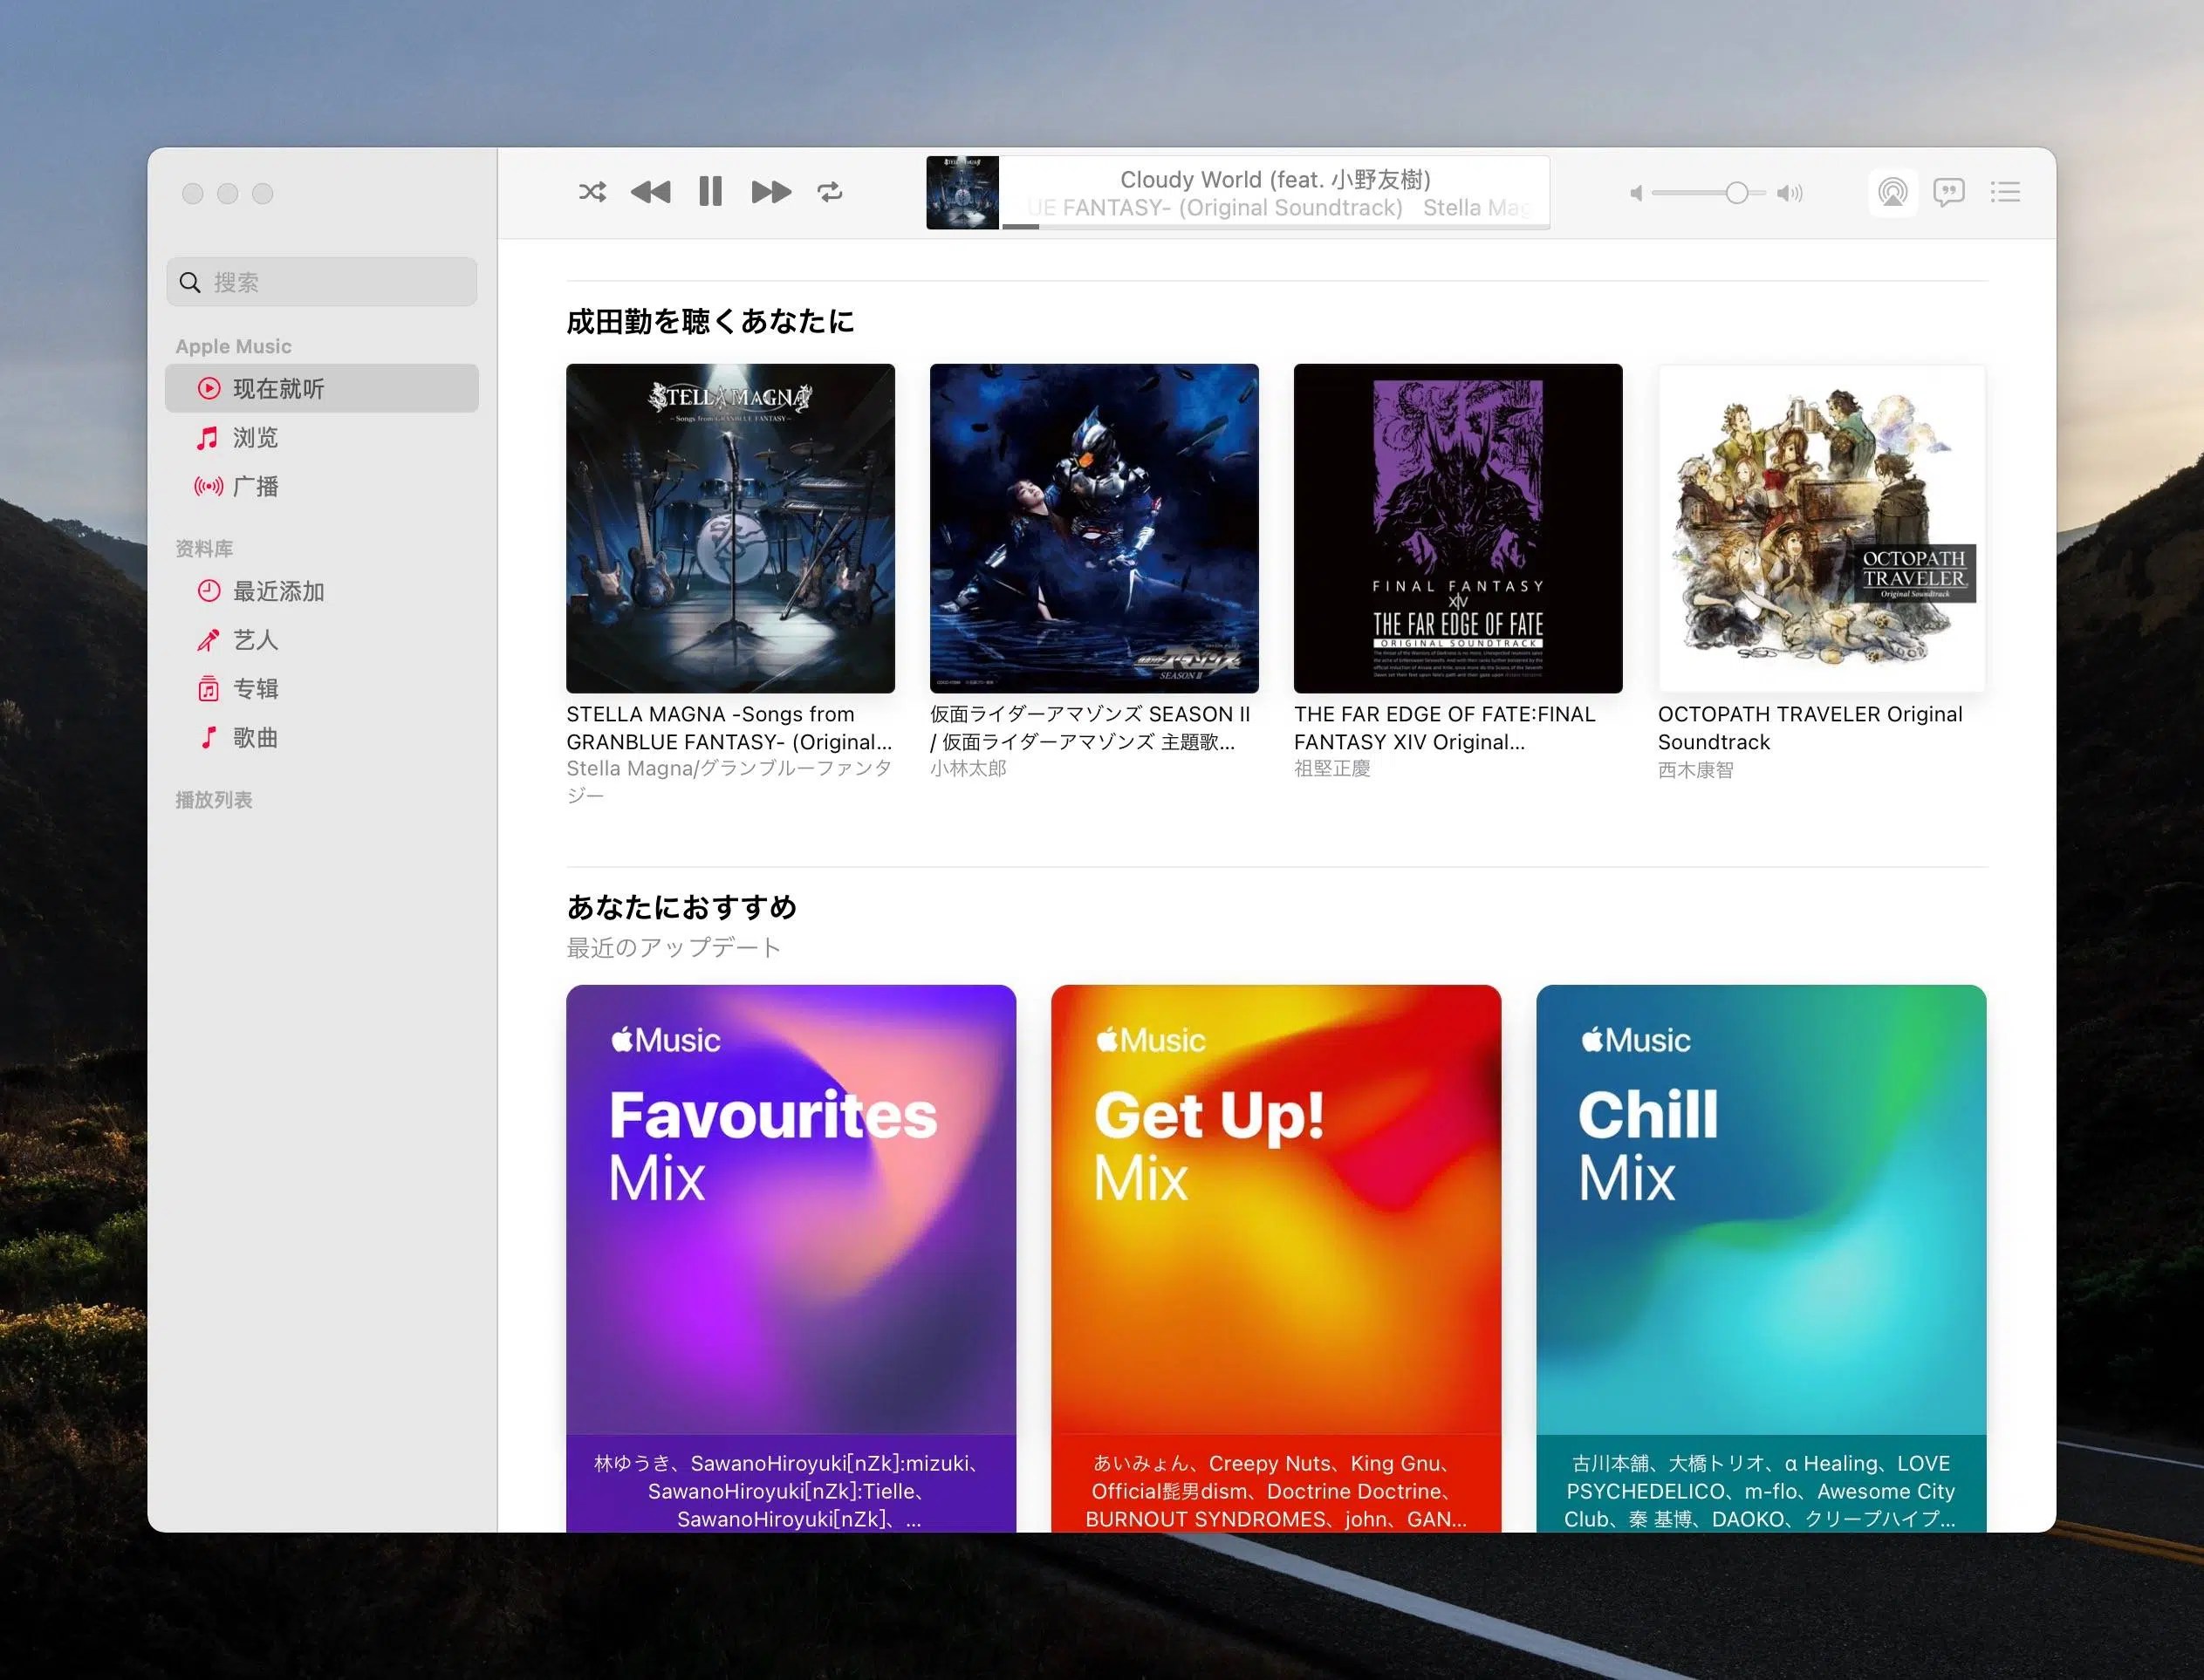 Cloudy World (feat. 小野友樹)
UE FANTASY- (Original Soundtrack) Stella Mag
搜索
Apple Music
现在就听
浏览
广播
资料库
最近添加
艺人
专辑
歌曲
播放列表
成田勤を聴くあなたに
STELLA MAGNA
- Songs from GRANBLUE FANTASY -
SEASON II
FINAL FANTASY
XIV
THE FAR EDGE OF FATE
ORIGINAL SOUNDTRACK
OCTOPATH
TRAVELER
Original Soundtrack
STELLA MAGNA -Songs from
GRANBLUE FANTASY- (Original...
Stella Magna/グランブルーファンタ
ジー
仮面ライダーアマゾンズ SEASON II
/ 仮面ライダーアマゾンズ 主題歌...
小林太郎
THE FAR EDGE OF FATE:FINAL
FANTASY XIV Original...
祖堅正慶
OCTOPATH TRAVELER Original
Soundtrack
西木康智
あなたにおすすめ
最近のアップデート
Music
Favourites
Mix
林ゆうき、SawanoHiroyuki[nZk]:mizuki、
SawanoHiroyuki[nZk]:Tielle、
SawanoHiroyuki[nZk]、...
Music
Get Up!
Mix
あいみょん、Creepy Nuts、King Gnu、
Official髭男dism、Doctrine Doctrine、
BURNOUT SYNDROMES、john、GAN...
Music
Chill
Mix
古川本舗、大橋トリオ、α Healing、LOVE
PSYCHEDELICO、m-flo、Awesome City
Club、秦 基博、DAOKO、クリープハイプ...